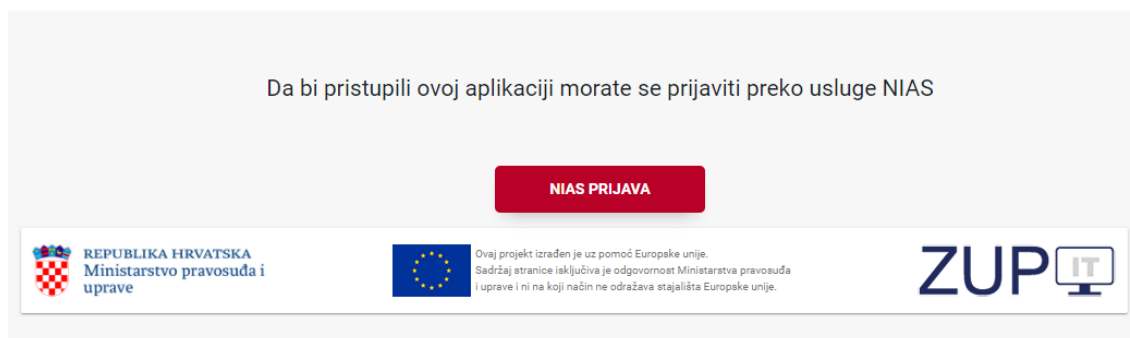 Da bi pristupili ovoj aplikaciji morate se prijaviti preko usluge NIAS
NIAS PRIJAVA
REPUBLIKA HRVATSKA
Ministarstvo pravosuđa i
uprave
Ovaj projekt izrađen je uz pomoć Europske unije.
Sadržaj stranice isključiva je odgovornost Ministarstva pravosuđa
i uprave i ni na koji način ne odražava stajališta Europske unije.
ZUP IT